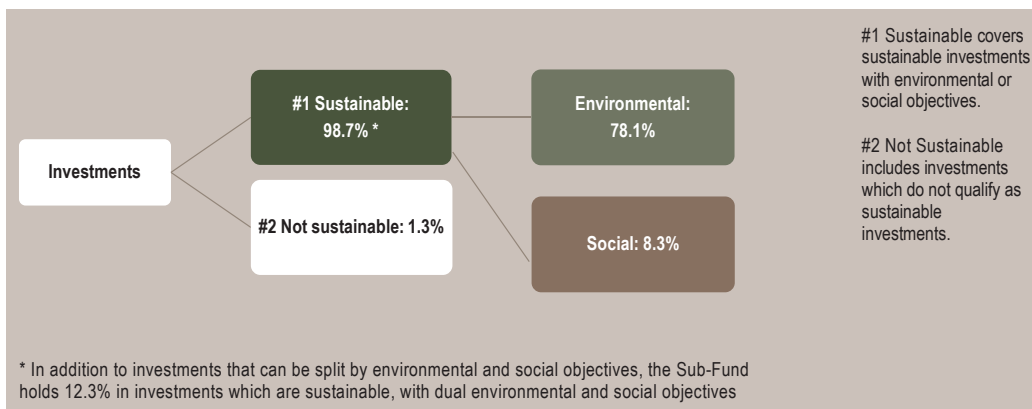 Investments
#1 Sustainable:
98.7% *
#2 Not sustainable: 1.3%
Environmental:
78.1%
Social: 8.3%
#1 Sustainable covers
sustainable investments
with environmental or
social objectives.
#2 Not Sustainable
includes investments
which do not qualify as
sustainable
investments.
* In addition to investments that can be split by environmental and social objectives, the Sub-Fund
holds 12.3% in investments which are sustainable, with dual environmental and social objectives